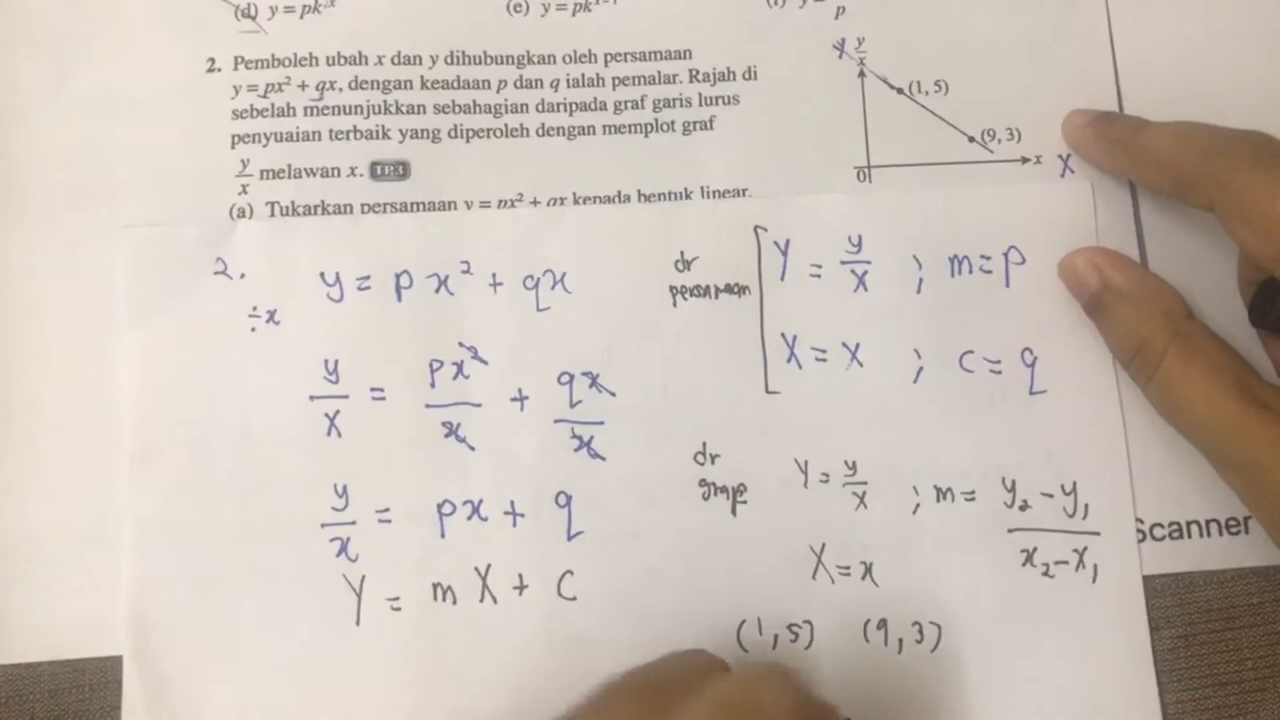 (d) y = pk
(e) y = pk
p
2. Pemboleh ubah x dan y dihubungkan oleh persamaan
y = px² + qx, dengan keadaan p dan q ialah pemalar. Rajah di
sebelah menunjukkan sebahagian daripada graf garis lurus
penyuaian terbaik yang diperoleh dengan memplot graf
y/x melawan x. TP3
(a) Tukarkan persamaan y = px² + qx kepada bentuk linear.
Y y/x
(1, 5)
(9, 3)
0
x X
2. y = px² + qx
÷x
y/x = px²/x + qx/x
y/x = px + q
Y = mX + c
dr persamaan
Y = y/x ; m = p
X = x ; c = q
dr
Y = y/x ; m = y₂ - y₁/x₂ - x₁
X = x
(1, 5) (9, 3)
Scanner